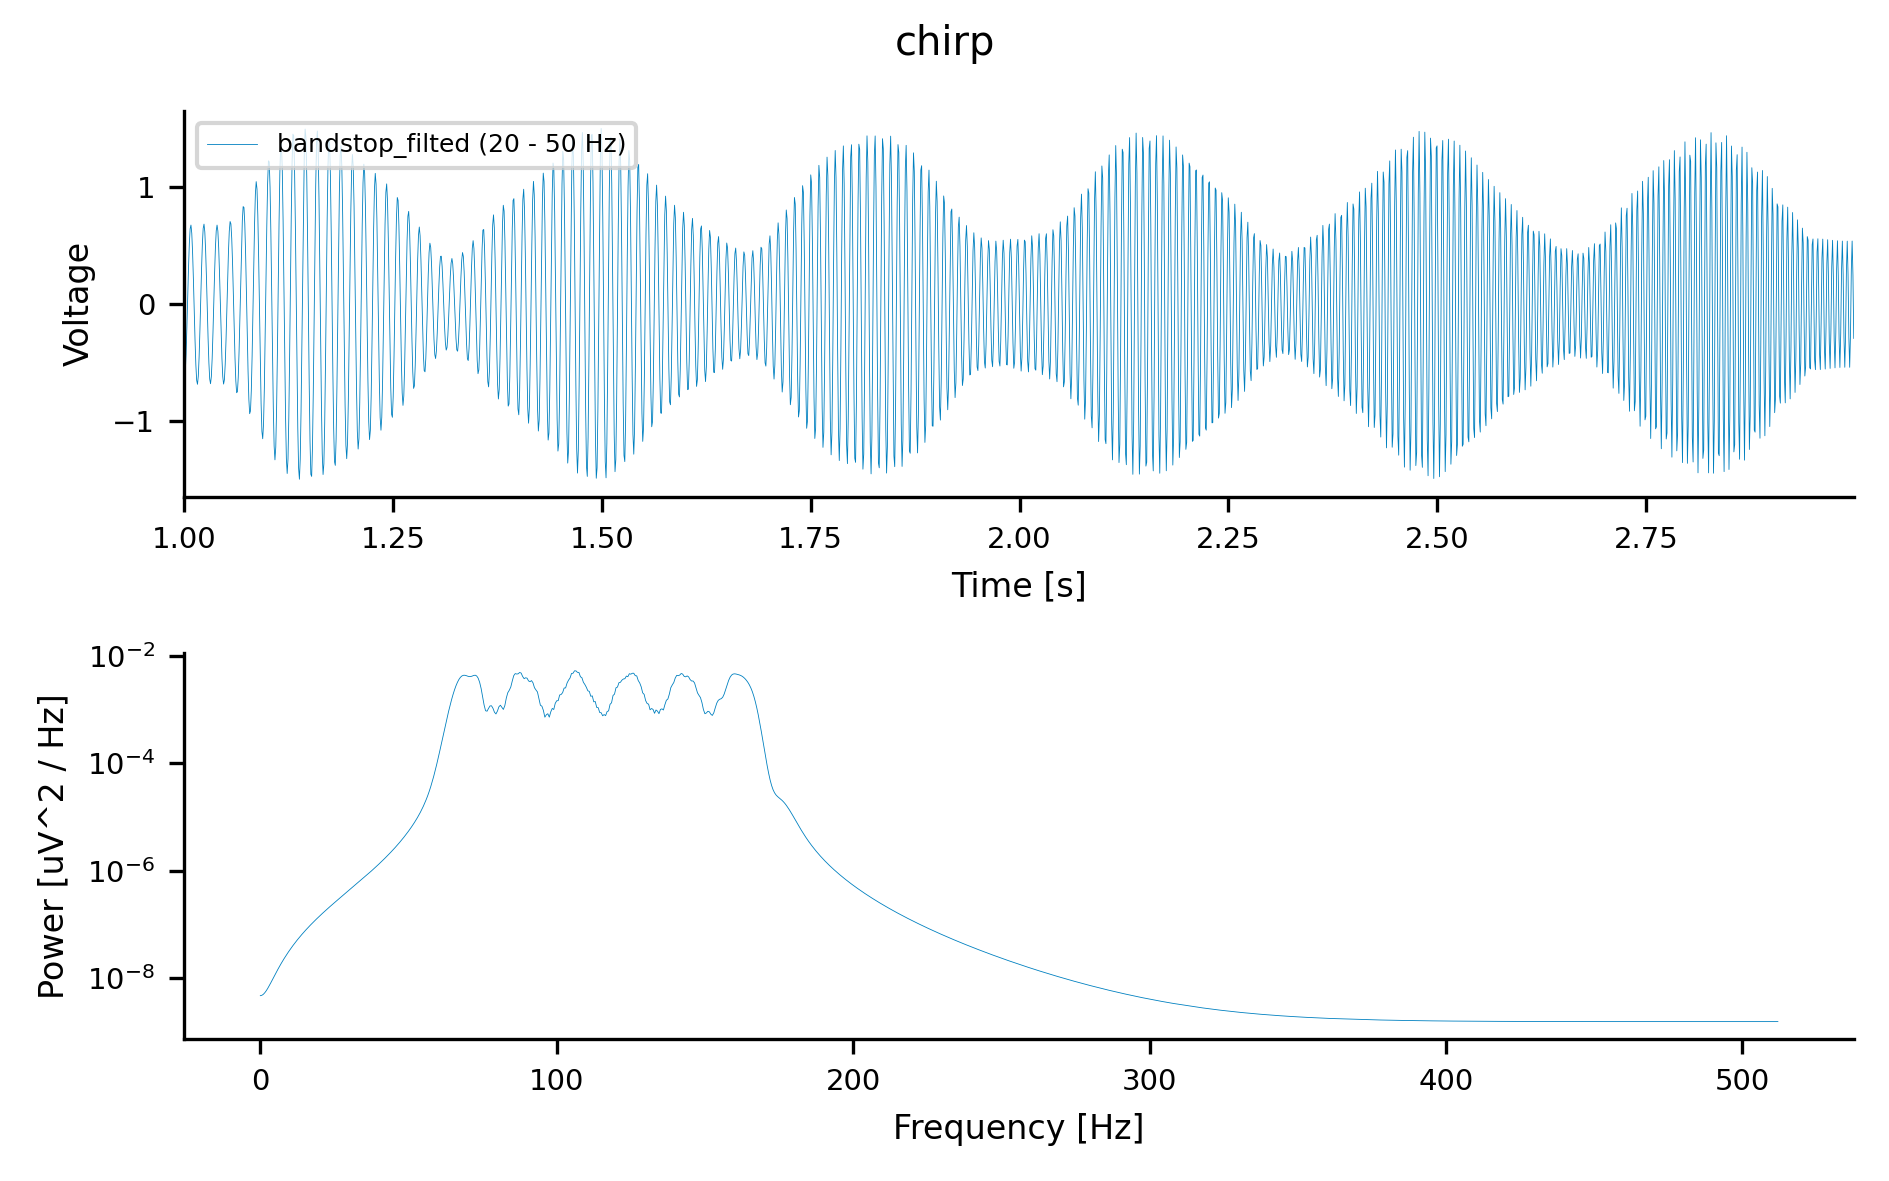 chirp
bandstop_filted (20 - 50 Hz)
1
0
−1
Voltage
1.00 1.25 1.50 1.75 2.00 2.25 2.50 2.75
Time [s]
10⁻²
10⁻⁴
10⁻⁶
10⁻⁸
Power [uV^2 / Hz]
0 100 200 300 400 500
Frequency [Hz]